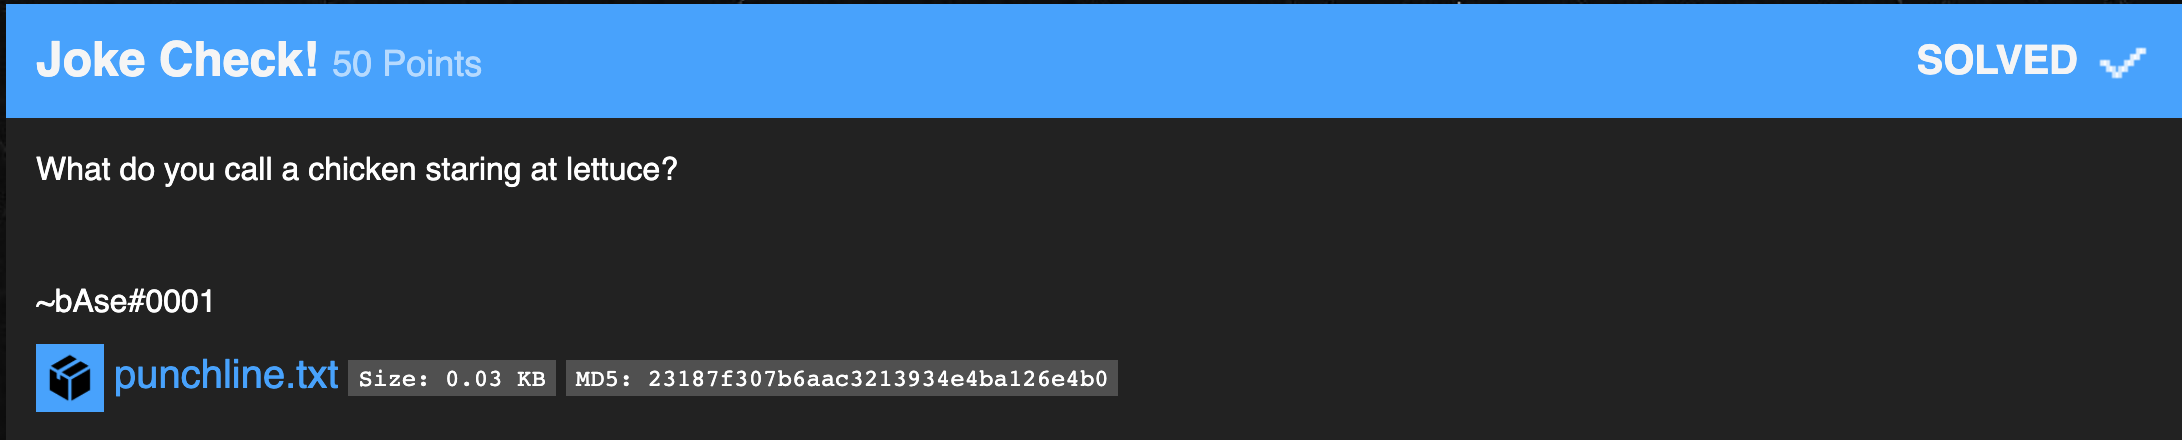 Joke Check! 50 Points SOLVED
What do you call a chicken staring at lettuce?
~bAse#0001
punchline.txt Size: 0.03 KB MD5: 23187f307b6aac3213934e4ba126e4b0